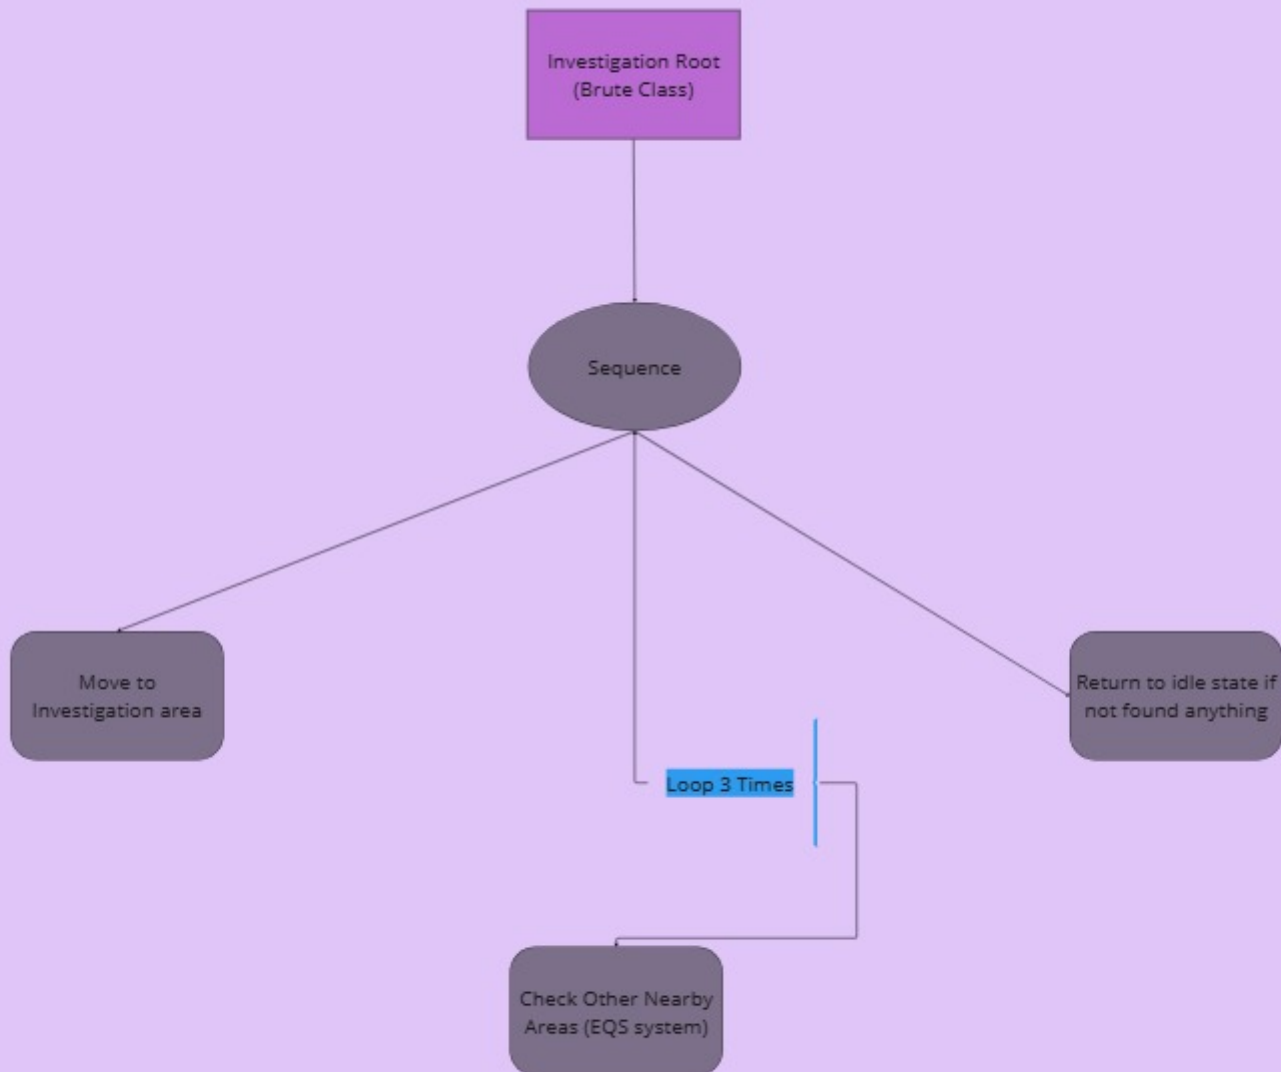 Investigation Root
(Brute Class)
Sequence
Move to
Investigation area
Return to idle state if
not found anything
Loop 3 Times
Check Other Nearby
Areas (EQS system)